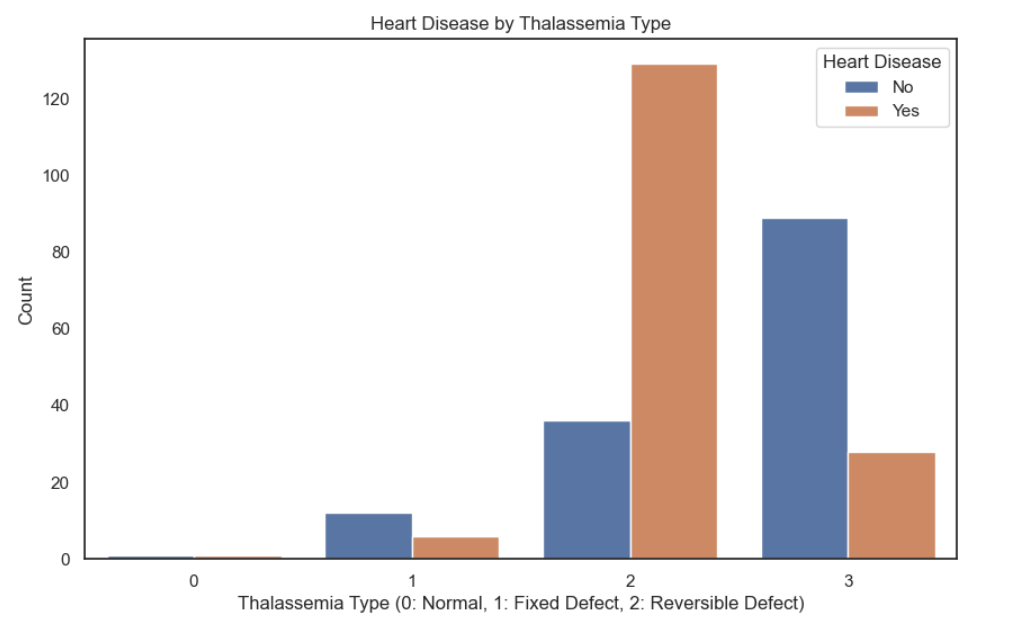 Heart Disease by Thalassemia Type
Heart Disease
No
Yes
120
100
80
60
40
20
0
Count
0 1 2 3
Thalassemia Type (0: Normal, 1: Fixed Defect, 2: Reversible Defect)